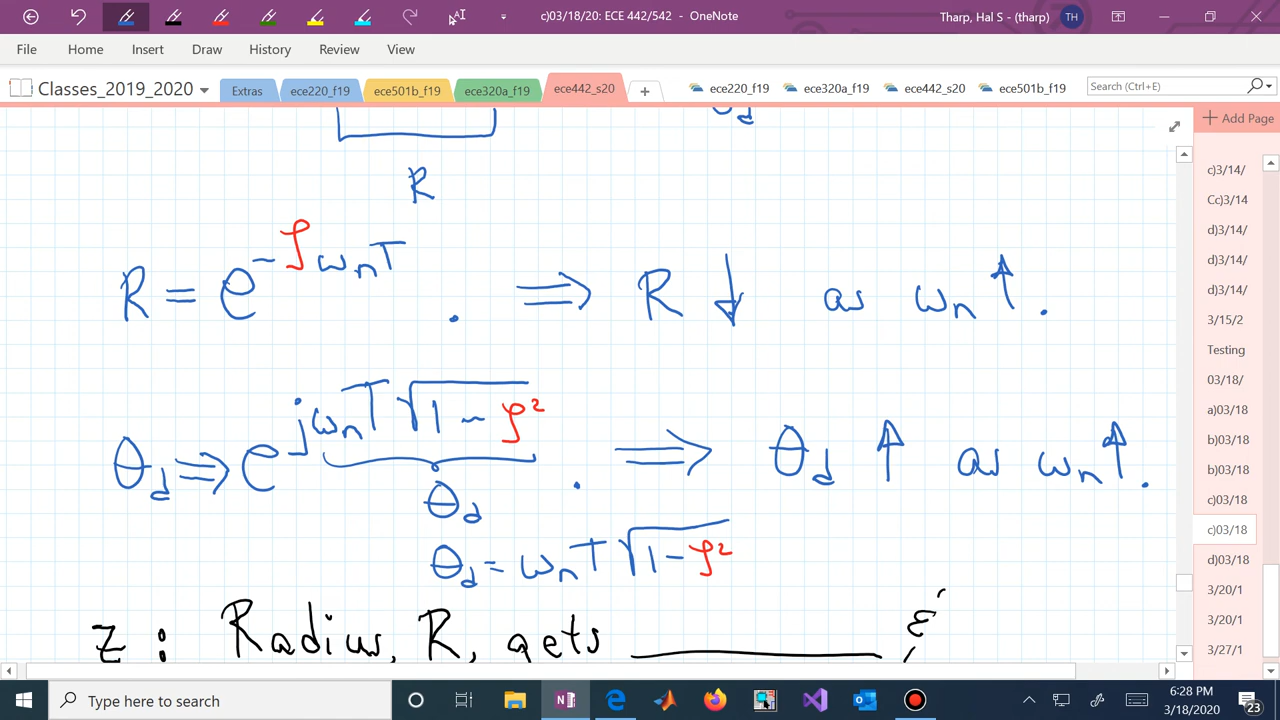 c)03/18/20: ECE 442/542 - OneNote
Tharp, Hal S - (tharp)
TH
File Home Insert Draw History Review View
Classes_2019_2020
Extras ece220_f19 ece501b_f19 ece320a_f19 ece442_s20 +
ece220_f19 ece320a_f19 ece442_s20 ece501b_f19
Search (Ctrl+E)
Add Page
c)3/14/
Cc)3/14
d)3/14/
d)3/14/
d)3/14/
3/15/2
Testing
03/18/
a)03/18
b)03/18
b)03/18
c)03/18
c)03/18
d)03/18
3/20/1
3/20/1
3/27/1
R
R = e^{-ζω_nT} . ⟹ R ↓ as ω_n ↑.
θ_d ⟹ e^{jω_nT√(1-ζ²)} . ⟹ θ_d ↑ as ω_n ↑.
θ_d
θ_d = ω_nT√(1-ζ²)
z : Radius, R, gets ________ &
Type here to search
6:28 PM
3/18/2020
23